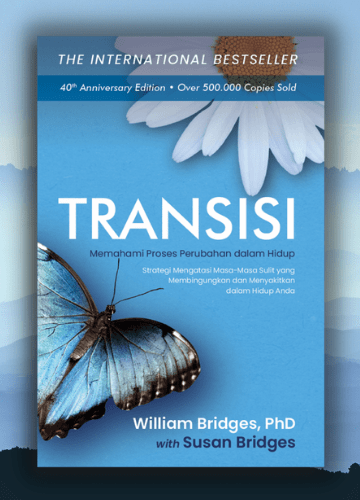 THE INTERNATIONAL BESTSELLER
40th Anniversary Edition • Over 500.000 Copies Sold
TRANSISI
Memahami Proses Perubahan dalam Hidup
Strategi Mengatasi Masa-Masa Sulit yang
Membingungkan dan Menyakitkan
dalam Hidup Anda
William Bridges, PhD
with Susan Bridges